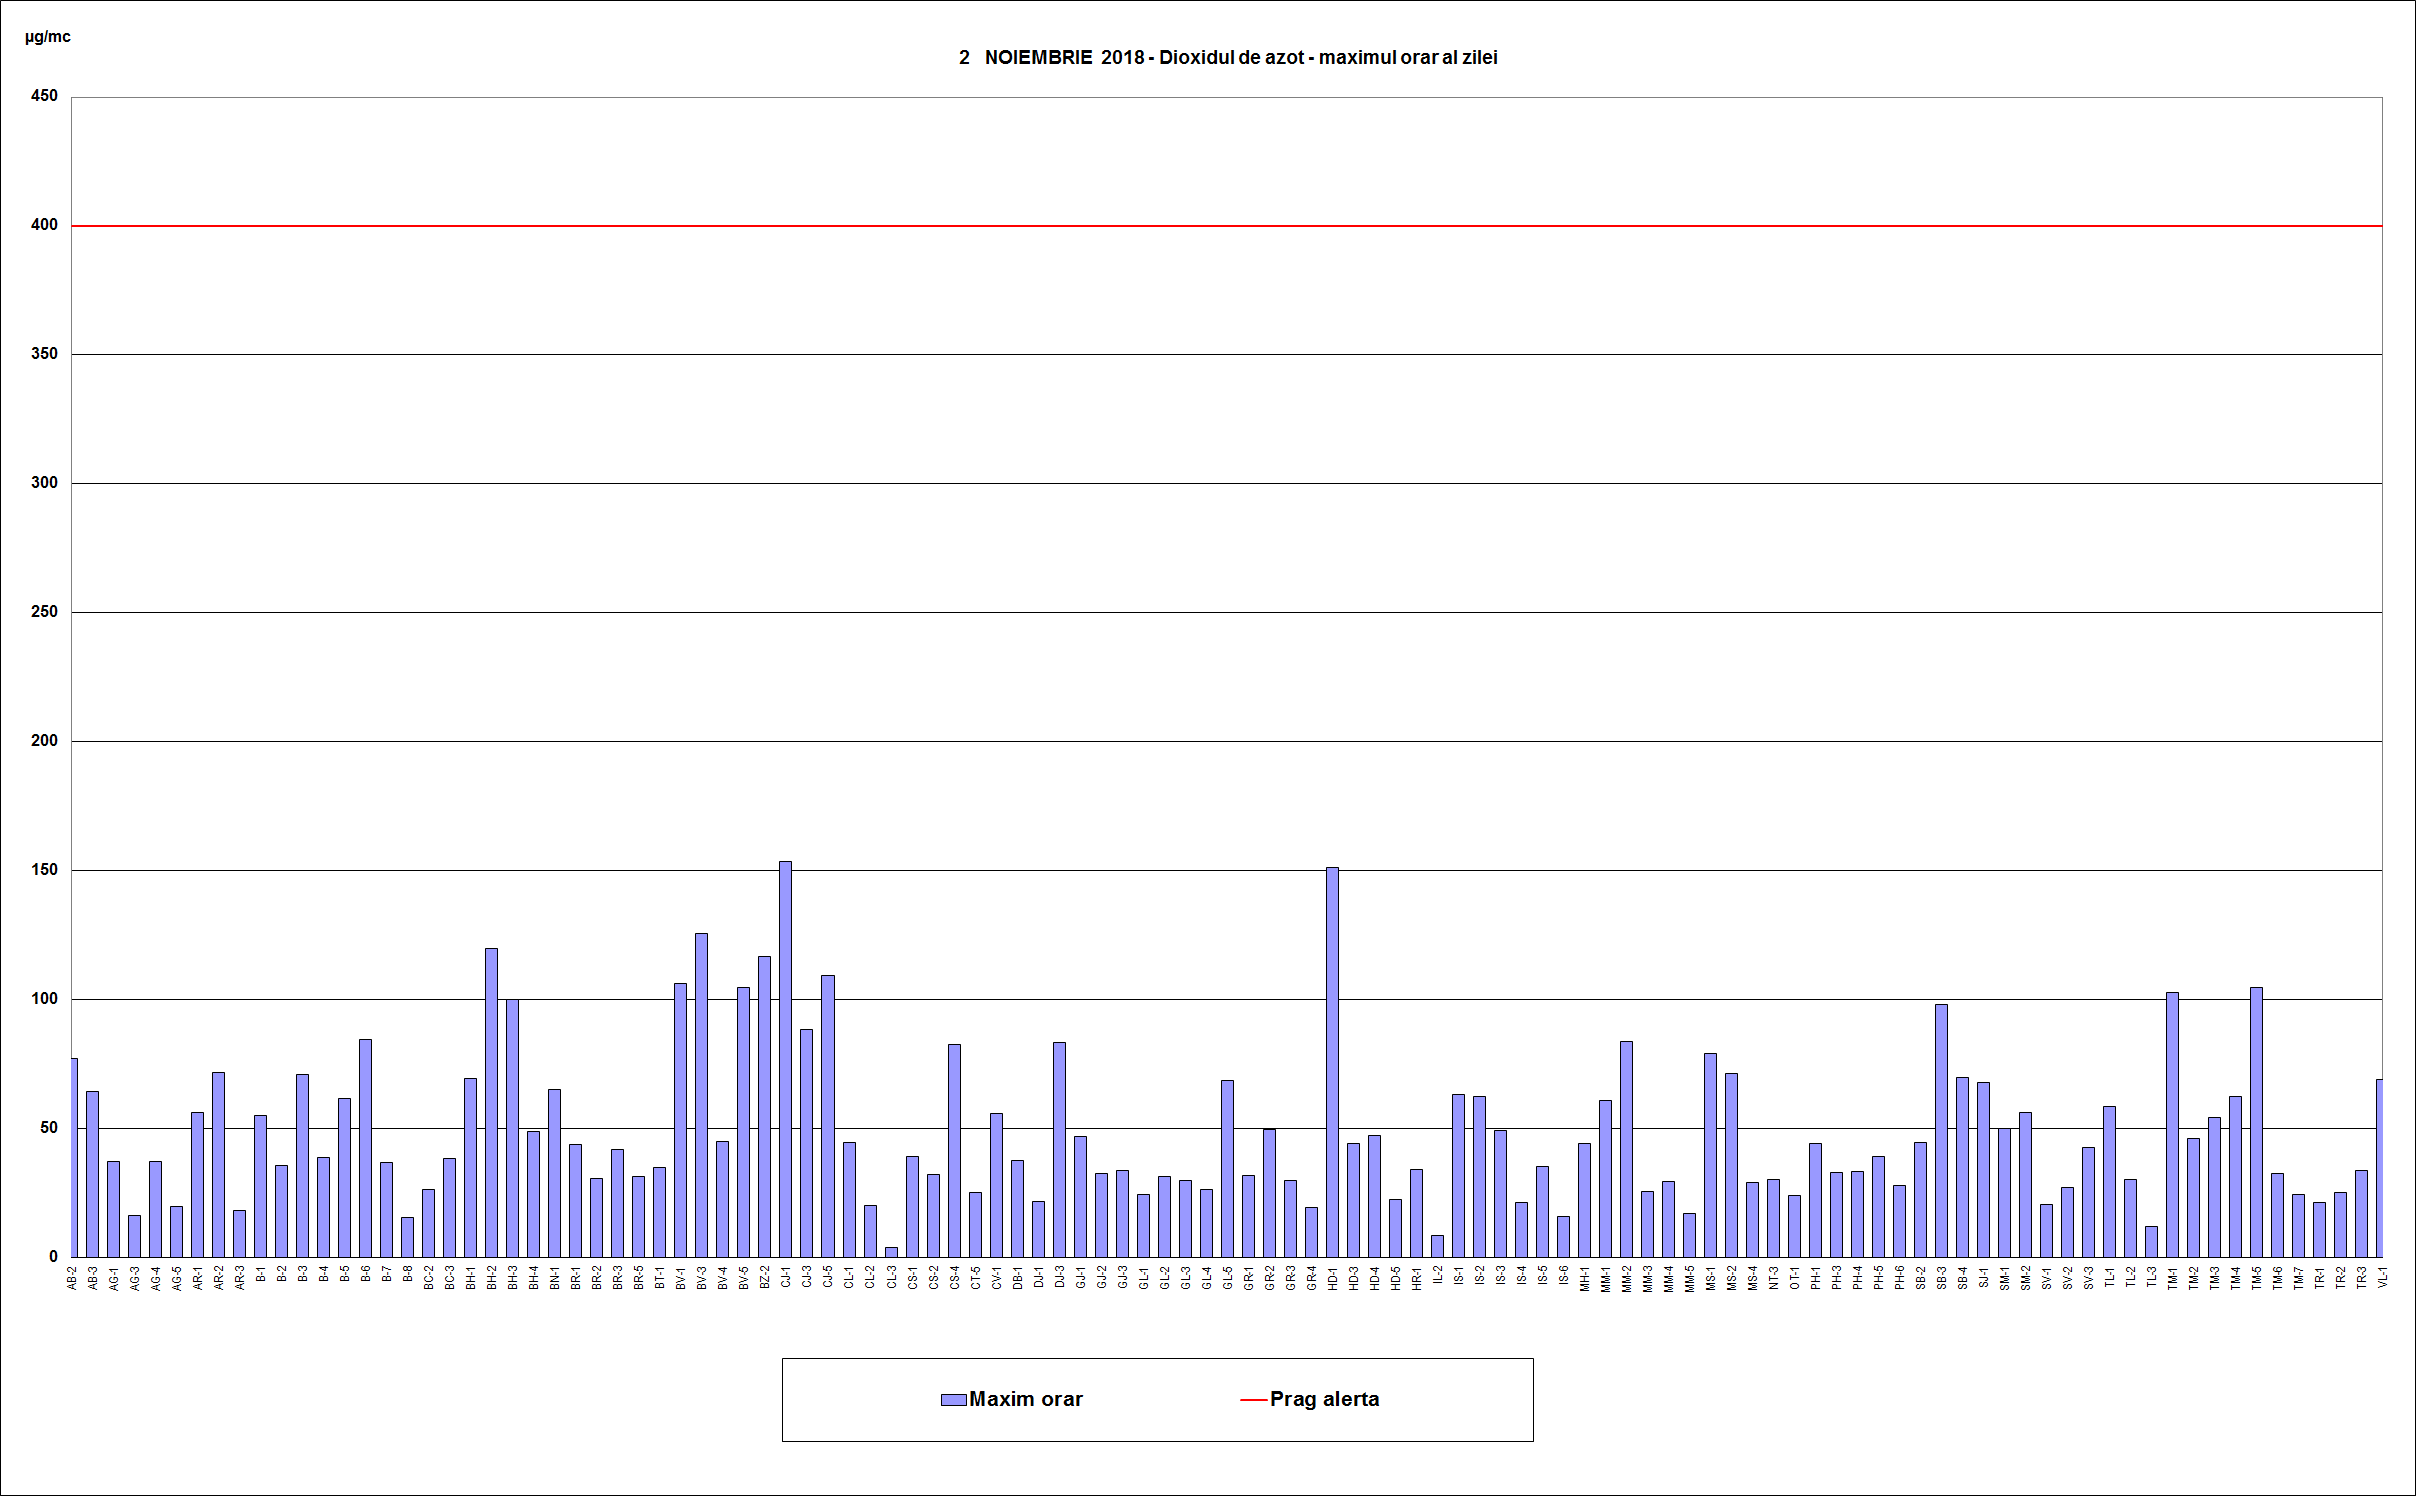 µg/mc
2 NOIEMBRIE 2018 - Dioxidul de azot - maximul orar al zilei
450
400
350
300
250
200
150
100
50
0
AB-2 AB-3 AG-1 AG-3 AG-4 AG-5 AR-1 AR-2 AR-3 B-1 B-2 B-3 B-4 B-5 B-6 B-7 B-8 BC-2 BC-3 BH-1 BH-2 BH-3 BH-4 BN-1 BR-1 BR-2 BR-3 BR-5 BT-1 BV-1 BV-3 BV-4 BV-5 BZ-2 CJ-1 CJ-3 CJ-5 CL-1 CL-2 CL-3 CS-1 CS-2 CS-4 CT-5 CV-1 DB-1 DJ-1 DJ-3 GJ-1 GJ-2 GJ-3 GL-1 GL-2 GL-3 GL-4 GL-5 GR-1 GR-2 GR-3 GR-4 HD-1 HD-3 HD-4 HD-5 HR-1 IL-2 IS-1 IS-2 IS-3 IS-4 IS-5 IS-6 MH-1 MM-1 MM-2 MM-3 MM-4 MM-5 MS-1 MS-2 MS-4 NT-3 OT-1 PH-1 PH-3 PH-4 PH-5 PH-6 SB-2 SB-3 SB-4 SJ-1 SM-1 SM-2 SV-1 SV-2 SV-3 TL-1 TL-2 TL-3 TM-1 TM-2 TM-3 TM-4 TM-5 TM-6 TM-7 TR-1 TR-2 TR-3 VL-1
Maxim orar Prag alerta